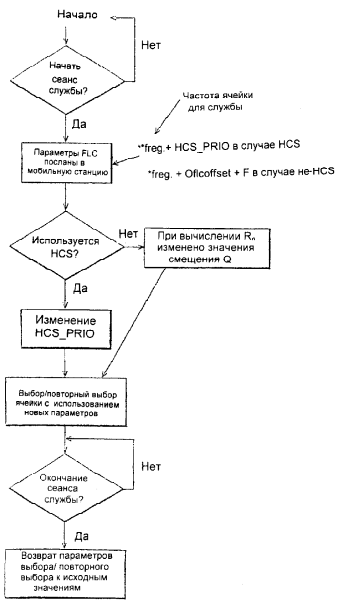 Начало
Нет
Начать
сеанс
службы?
Да
Частота ячейки
для службы
Параметры FLC
посланы в
мобильную станцию
**freg.+ HCS_PRIO в случае HCS
*freg. + Oflcoffset + F в случае не-HCS
Используется
HCS?
Нет
При вычислении Rₙ
изменено значения
смещения Q
Да
Изменение
HCS_PRIO
Выбор/повторный выбор
ячейки с использованием
новых параметров
Нет
Окончание
сеанса
службы?
Да
Возврат параметров
выбора/ повторного
выбора к исходным
значениям